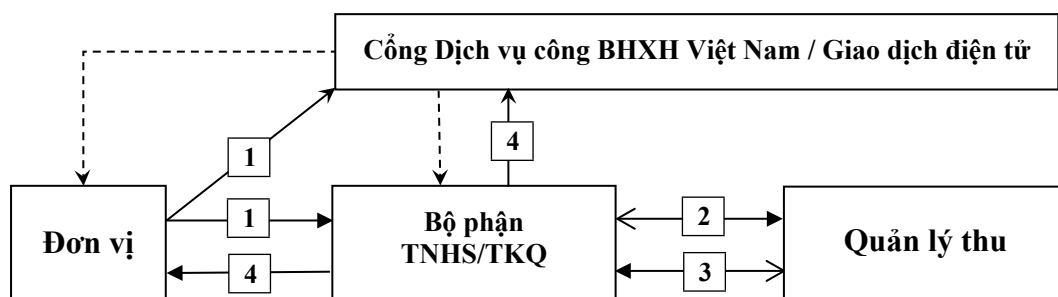 Cổng Dịch vụ công BHXH Việt Nam / Giao dịch điện tử
1
4
Đơn vị
1
4
Bộ phận
TNHS/TKQ
2
3
Quản lý thu